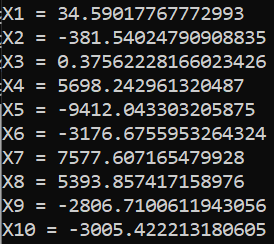 X1 = 34.59017767772993
X2 = -381.54024790908835
X3 = 0.37562228166023426
X4 = 5698.242961320487
X5 = -9412.043303205875
X6 = -3176.6755953264324
X7 = 7577.607165479928
X8 = 5393.857417158976
X9 = -2806.7100611943056
X10 = -3005.422213180605